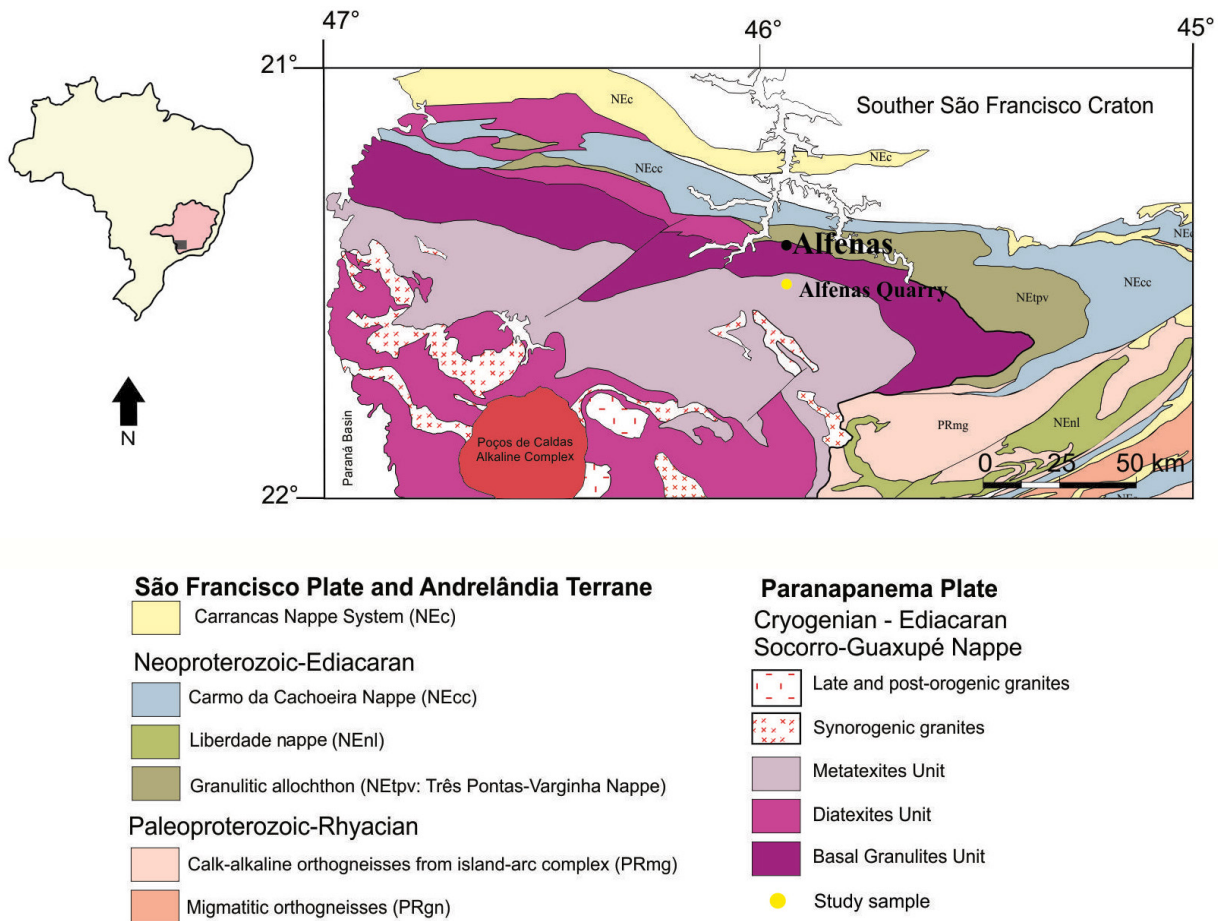 47°
46°
45°
21°
NEc
Souther São Francisco Craton
NEc
NEcc
NEc
Alfenas
NEcc
NEtpv
Alfenas Quarry
Paraná Basin
Poços de Caldas
Alkaline Complex
PRmg
NEnl
0 25 50 km
22°
N
São Francisco Plate and Andrelândia Terrane
Carrancas Nappe System (NEc)
Neoproterozoic-Ediacaran
Carmo da Cachoeira Nappe (NEcc)
Liberdade nappe (NEnl)
Granulitic allochthon (NEtpv: Três Pontas-Varginha Nappe)
Paleoproterozoic-Rhyacian
Calk-alkaline orthogneisses from island-arc complex (PRmg)
Migmatitic orthogneisses (PRgn)
Paranapanema Plate
Cryogenian - Ediacaran
Socorro-Guaxupé Nappe
Late and post-orogenic granites
Synorogenic granites
Metatexites Unit
Diatexites Unit
Basal Granulites Unit
Study sample